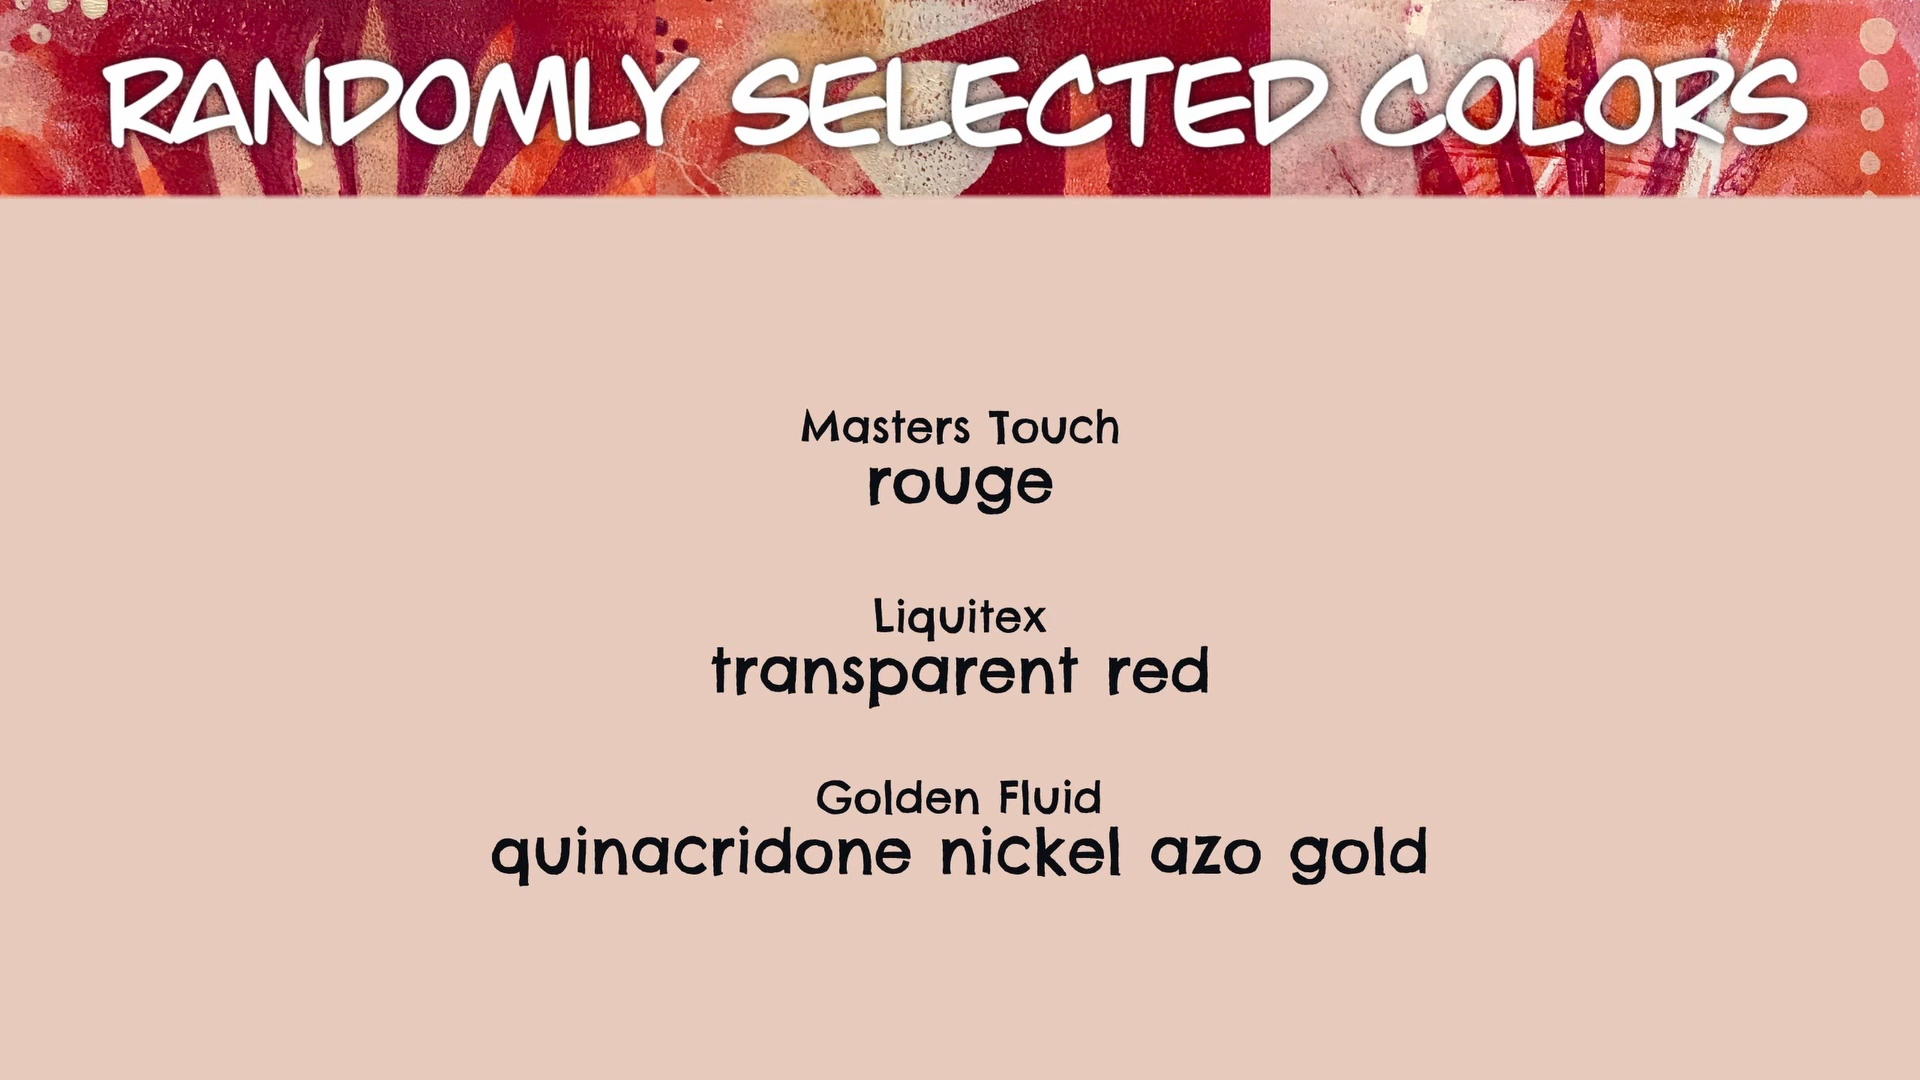 RANDOMLY SELECTED COLORS
Masters Touch
rouge
Liquitex
transparent red
Golden Fluid
quinacridone nickel azo gold